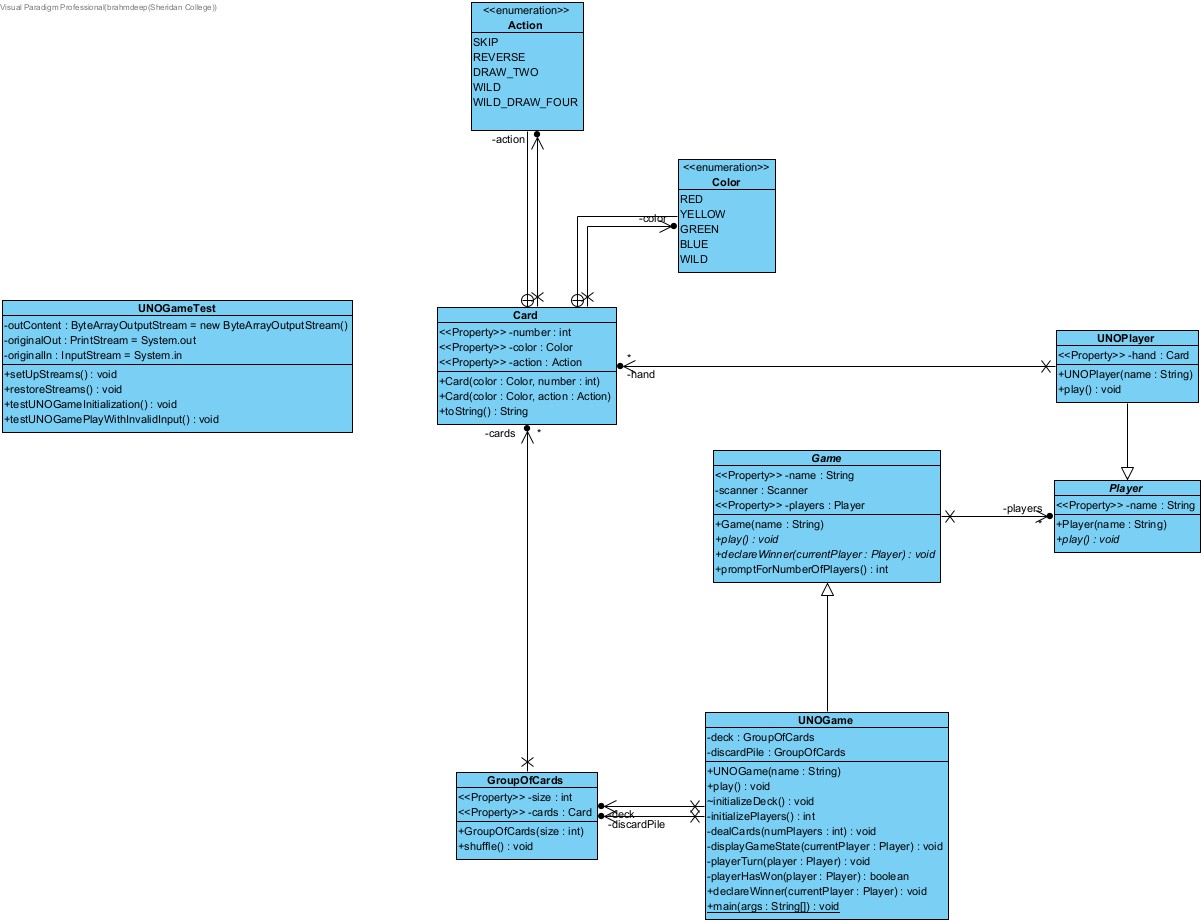 Visual Paradigm Professional(brahmdeep(Sheridan College))
<<enumeration>>
Action
SKIP
REVERSE
DRAW_TWO
WILD
WILD_DRAW_FOUR
-action
<<enumeration>>
Color
RED
YELLOW
GREEN
BLUE
WILD
-color
UNOGameTest
-outContent : ByteArrayOutputStream = new ByteArrayOutputStream()
-originalOut : PrintStream = System.out
-originalIn : InputStream = System.in
+setUpStreams() : void
+restoreStreams() : void
+testUNOGameInitialization() : void
+testUNOGamePlayWithInvalidInput() : void
Card
<<Property>> -number : int
<<Property>> -color : Color
<<Property>> -action : Action
+Card(color : Color, number : int)
+Card(color : Color, action : Action)
+toString() : String
*
-hand
UNOPlayer
<<Property>> -hand : Card
+UNOPlayer(name : String)
+play() : void
-cards
*
Game
<<Property>> -name : String
-scanner : Scanner
<<Property>> -players : Player
+Game(name : String)
+play() : void
+declareWinner(currentPlayer : Player) : void
+promptForNumberOfPlayers() : int
-players
*
Player
<<Property>> -name : String
+Player(name : String)
+play() : void
GroupOfCards
<<Property>> -size : int
<<Property>> -cards : Card
+GroupOfCards(size : int)
+shuffle() : void
-deck
-discardPile
UNOGame
-deck : GroupOfCards
-discardPile : GroupOfCards
+UNOGame(name : String)
+play() : void
~initializeDeck() : void
-initializePlayers() : int
-dealCards(numPlayers : int) : void
-displayGameState(currentPlayer : Player) : void
-playerTurn(player : Player) : void
-playerHasWon(player : Player) : boolean
+declareWinner(currentPlayer : Player) : void
+main(args : String[]) : void